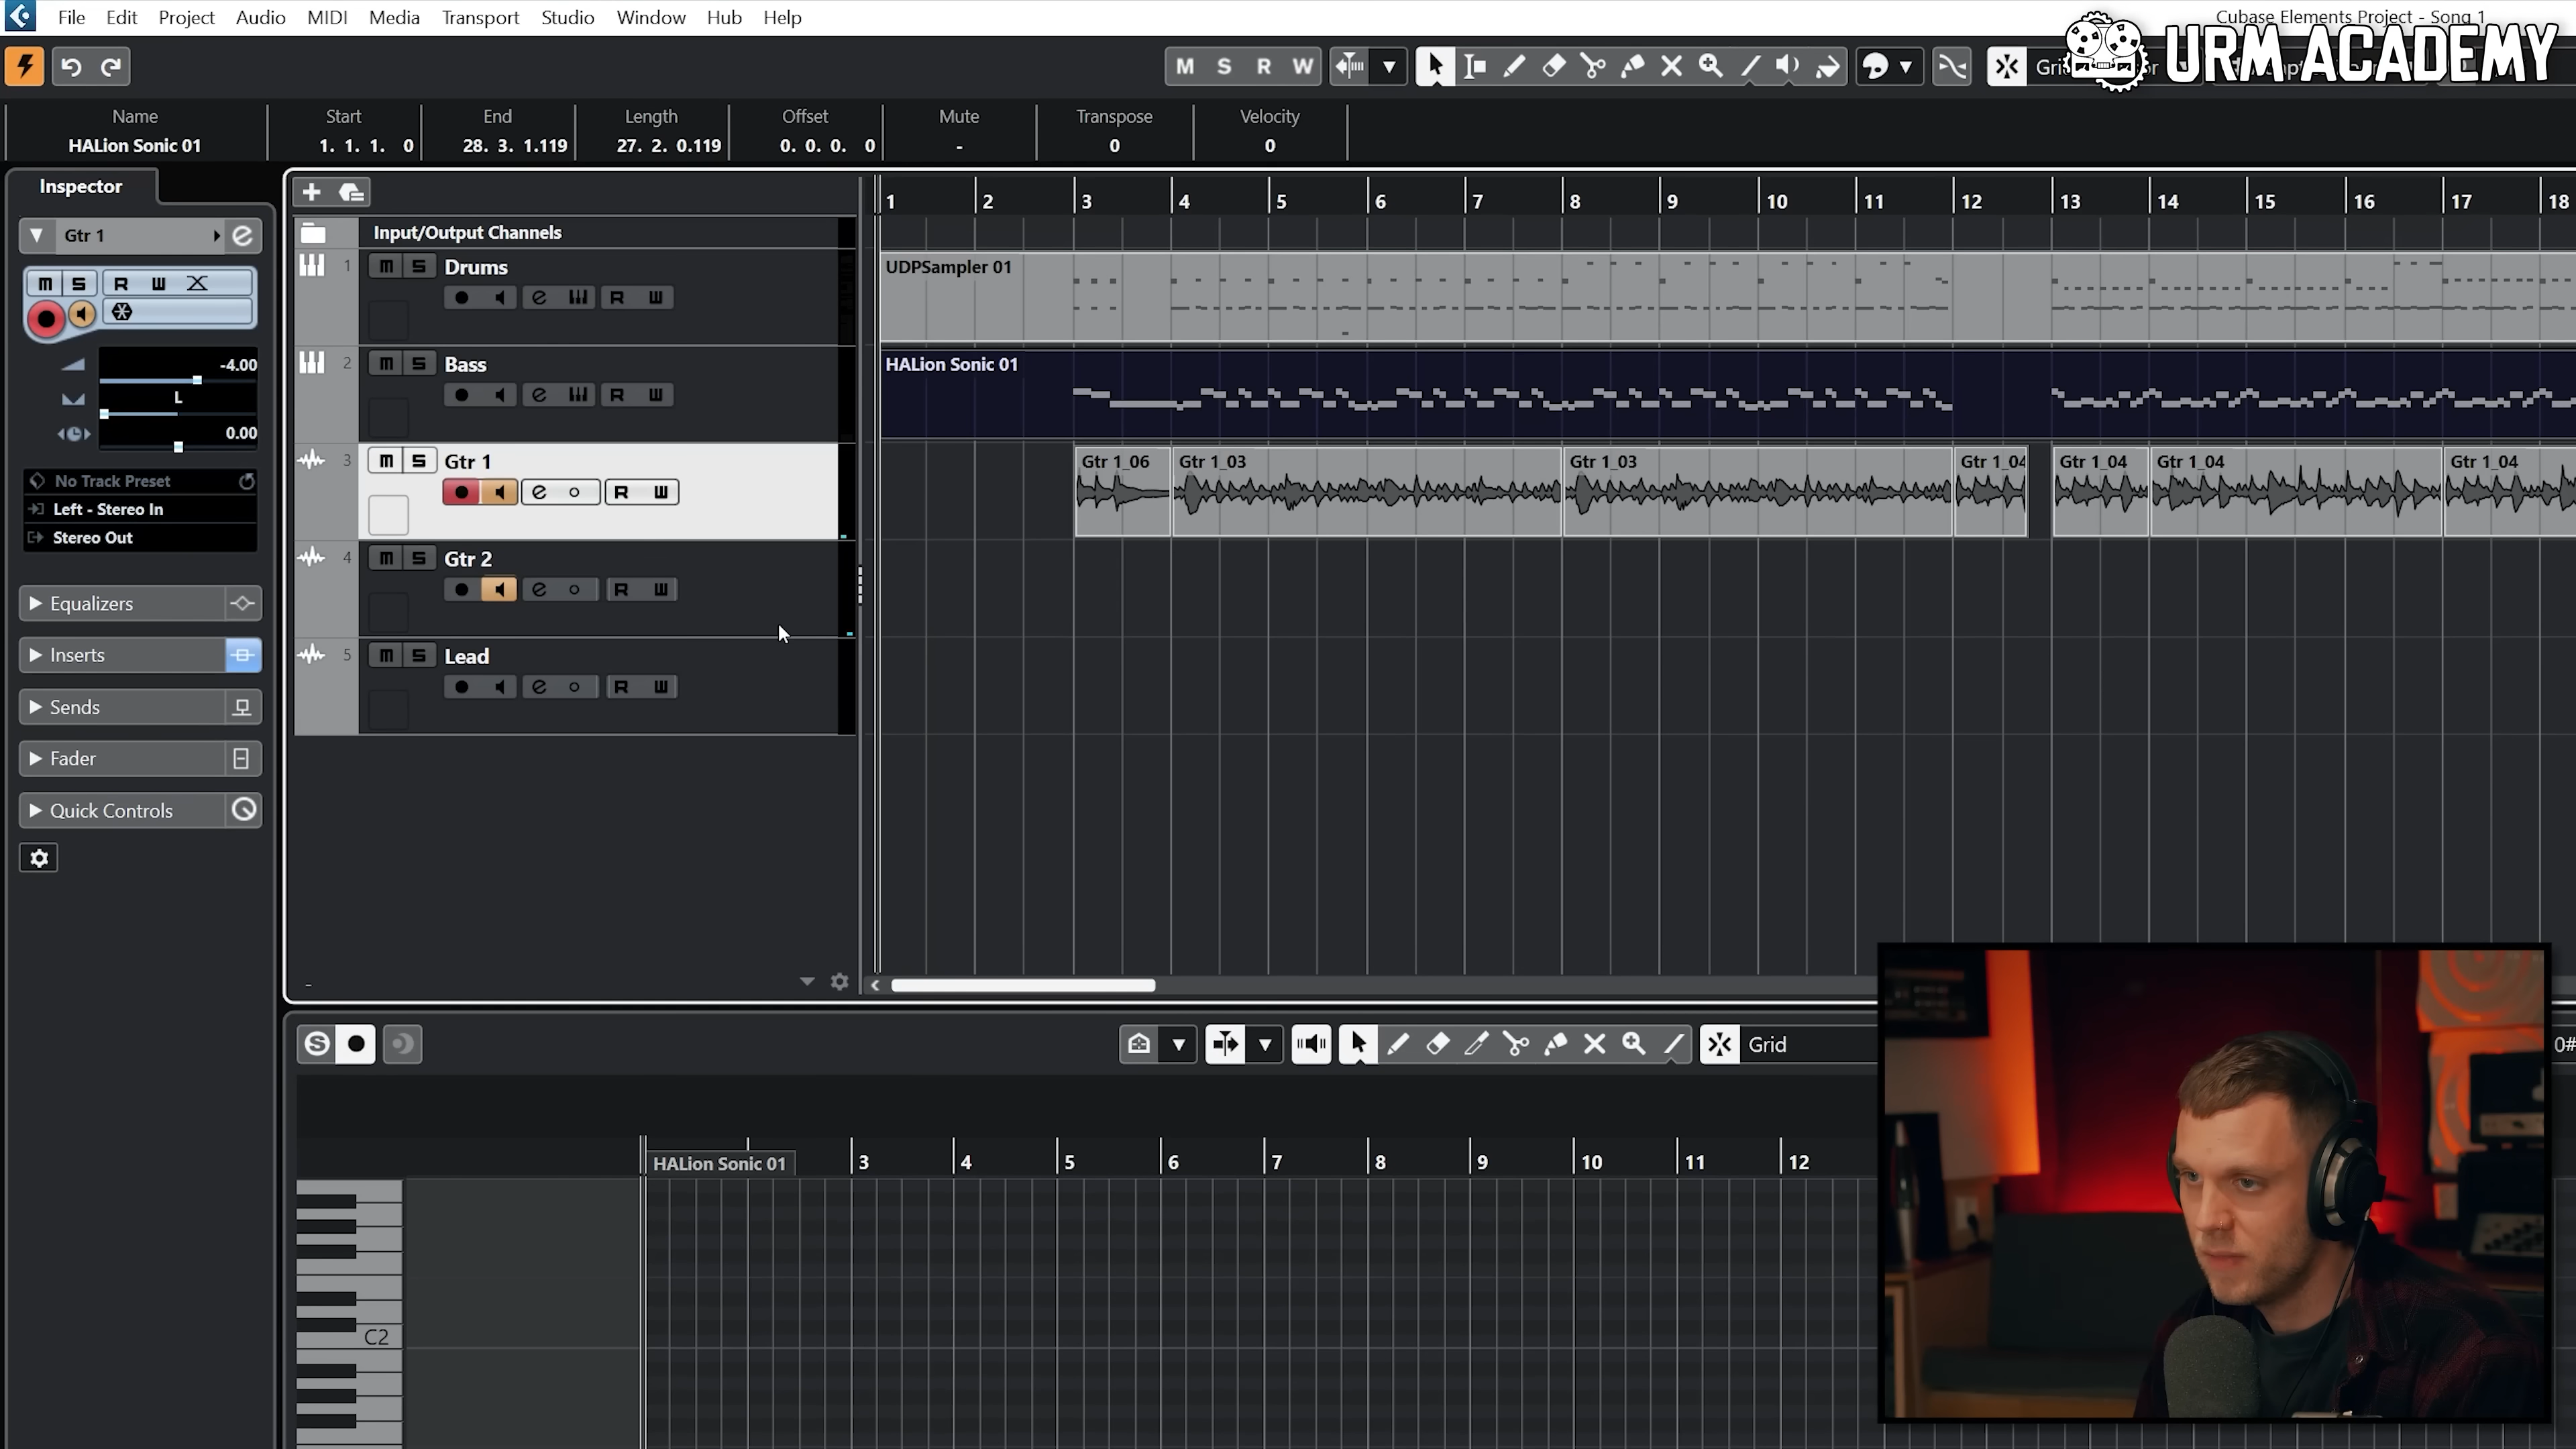 File Edit Project Audio MIDI Media Transport Studio Window Hub Help
Cubase Elements Project - Song 1
URM ACADEMY
M S R W
Name Start End Length Offset Mute Transpose Velocity
HALion Sonic 01 1. 1. 1. 0 28. 3. 1.119 27. 2. 0.119 0. 0. 0. 0 - 0 0
Inspector
Gtr 1
M S R W
-4.00
L
0.00
No Track Preset
Left - Stereo In
Stereo Out
Equalizers
Inserts
Sends
Fader
Quick Controls
1 2 3 4 5 6 7 8 9 10 11 12 13 14 15 16 17 18
Input/Output Channels
1 M S Drums
R W
UDPSampler 01
2 M S Bass
R W
HALion Sonic 01
3 M S Gtr 1
R W
Gtr 1_06 Gtr 1_03 Gtr 1_03 Gtr 1_04 Gtr 1_04 Gtr 1_04 Gtr 1_04
4 M S Gtr 2
R W
5 M S Lead
R W
S
Grid
0#
HALion Sonic 01 3 4 5 6 7 8 9 10 11 12
C2